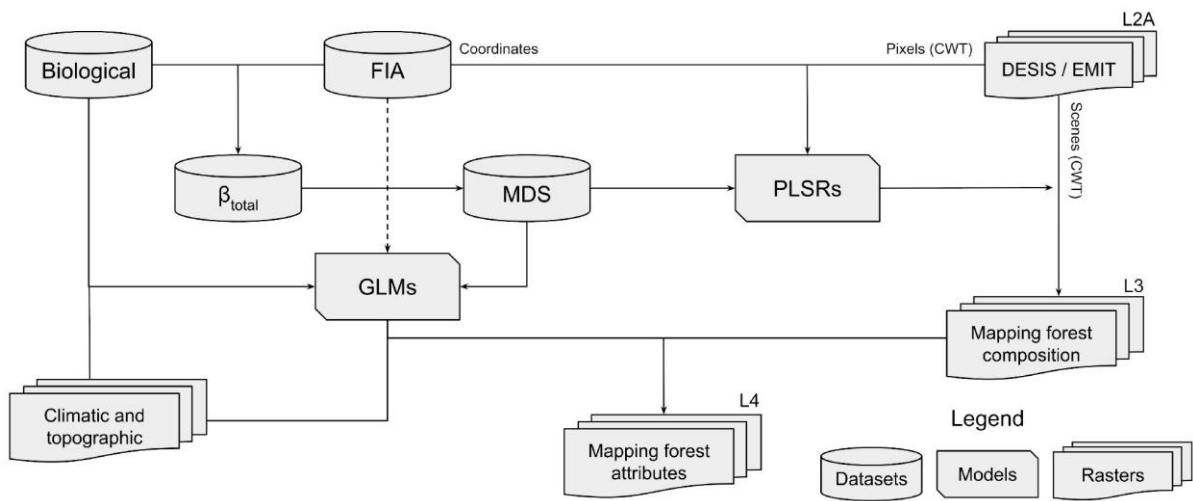 L2A
Biological
FIA
Coordinates
Pixels (CWT)
DESIS / EMIT
Scenes (CWT)
βtotal
MDS
PLSRs
GLMs
L3
Mapping forest
composition
Climatic and
topographic
L4
Mapping forest
attributes
Legend
Datasets
Models
Rasters